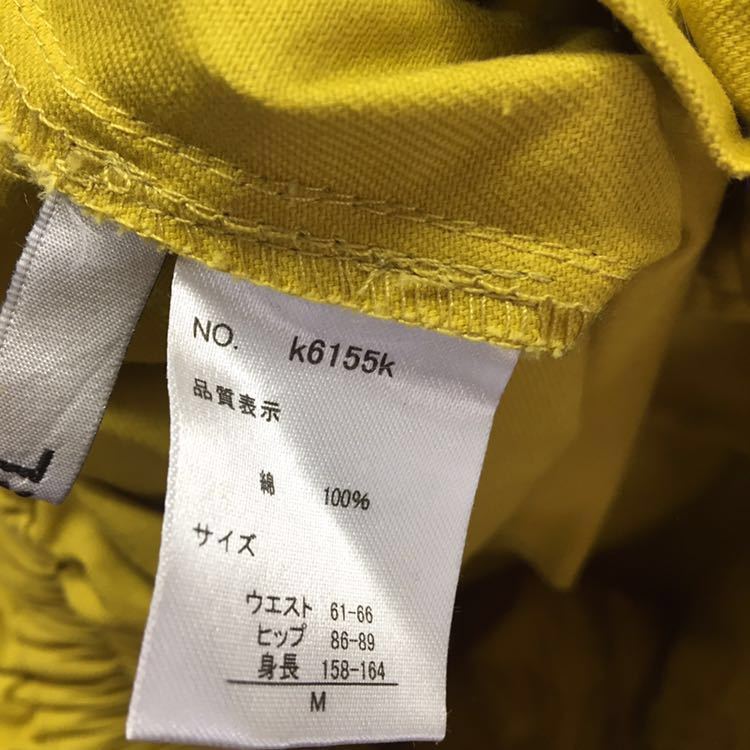 NO. k6155k
品質表示
綿 100%
サイズ
ウエスト 61-66
ヒップ 86-89
身長 158-164
M